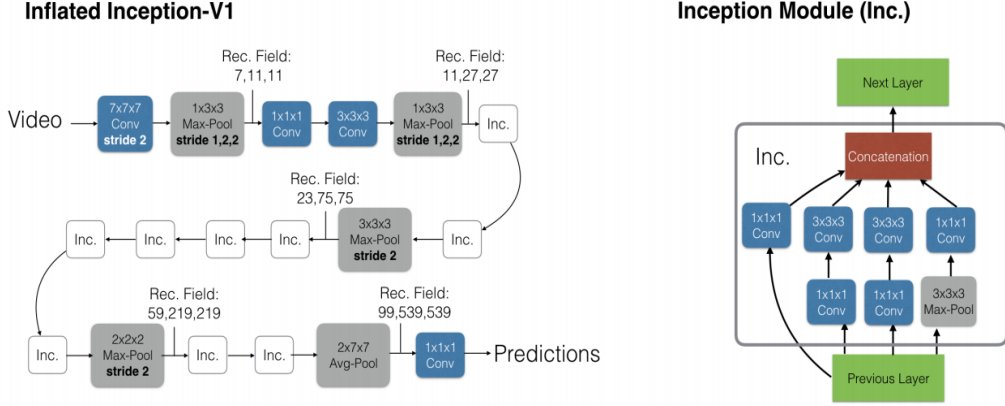 Inflated Inception-V1
Rec. Field:
7,11,11
Rec. Field:
11,27,27
Video
7x7x7
Conv
stride 2
1x3x3
Max-Pool
stride 1,2,2
1x1x1
Conv
3x3x3
Conv
1x3x3
Max-Pool
stride 1,2,2
Inc.
Rec. Field:
23,75,75
Inc.
Inc.
Inc.
Inc.
3x3x3
Max-Pool
stride 2
Inc.
Rec. Field:
59,219,219
Rec. Field:
99,539,539
Inc.
2x2x2
Max-Pool
stride 2
Inc.
Inc.
2x7x7
Avg-Pool
1x1x1
Conv
Predictions
Inception Module (Inc.)
Next Layer
Inc.
Concatenation
1x1x1
Conv
3x3x3
Conv
3x3x3
Conv
1x1x1
Conv
1x1x1
Conv
1x1x1
Conv
3x3x3
Max-Pool
Previous Layer